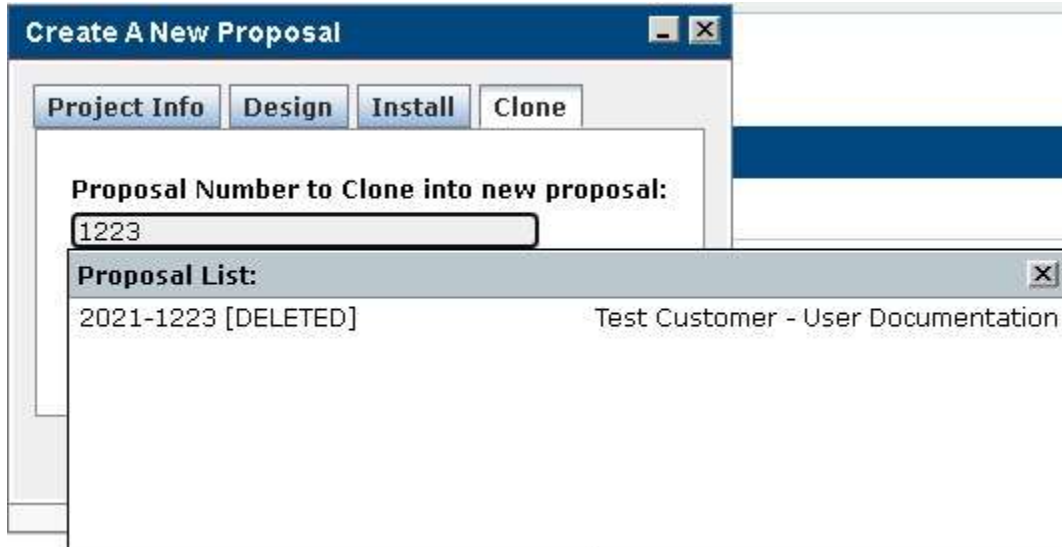 Create A New Proposal
Project Info Design Install Clone
Proposal Number to Clone into new proposal:
1223
Proposal List:
2021-1223 [DELETED] Test Customer - User Documentation